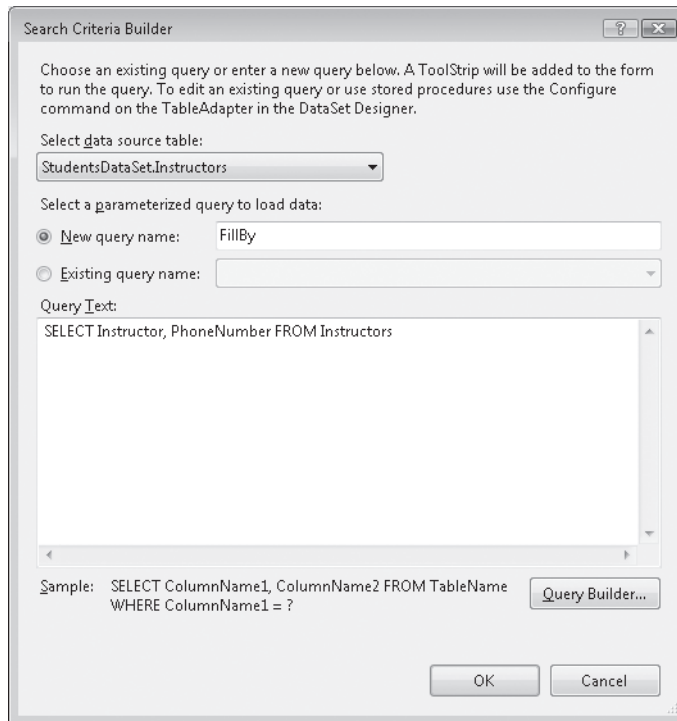 Search Criteria Builder
Choose an existing query or enter a new query below. A ToolStrip will be added to the form
to run the query. To edit an existing query or use stored procedures use the Configure
command on the TableAdapter in the DataSet Designer.
Select data source table:
StudentsDataSet.Instructors
Select a parameterized query to load data:
New query name: FillBy
Existing query name:
Query Text:
SELECT Instructor, PhoneNumber FROM Instructors
Sample: SELECT ColumnName1, ColumnName2 FROM TableName
WHERE ColumnName1 = ?
Query Builder...
OK Cancel